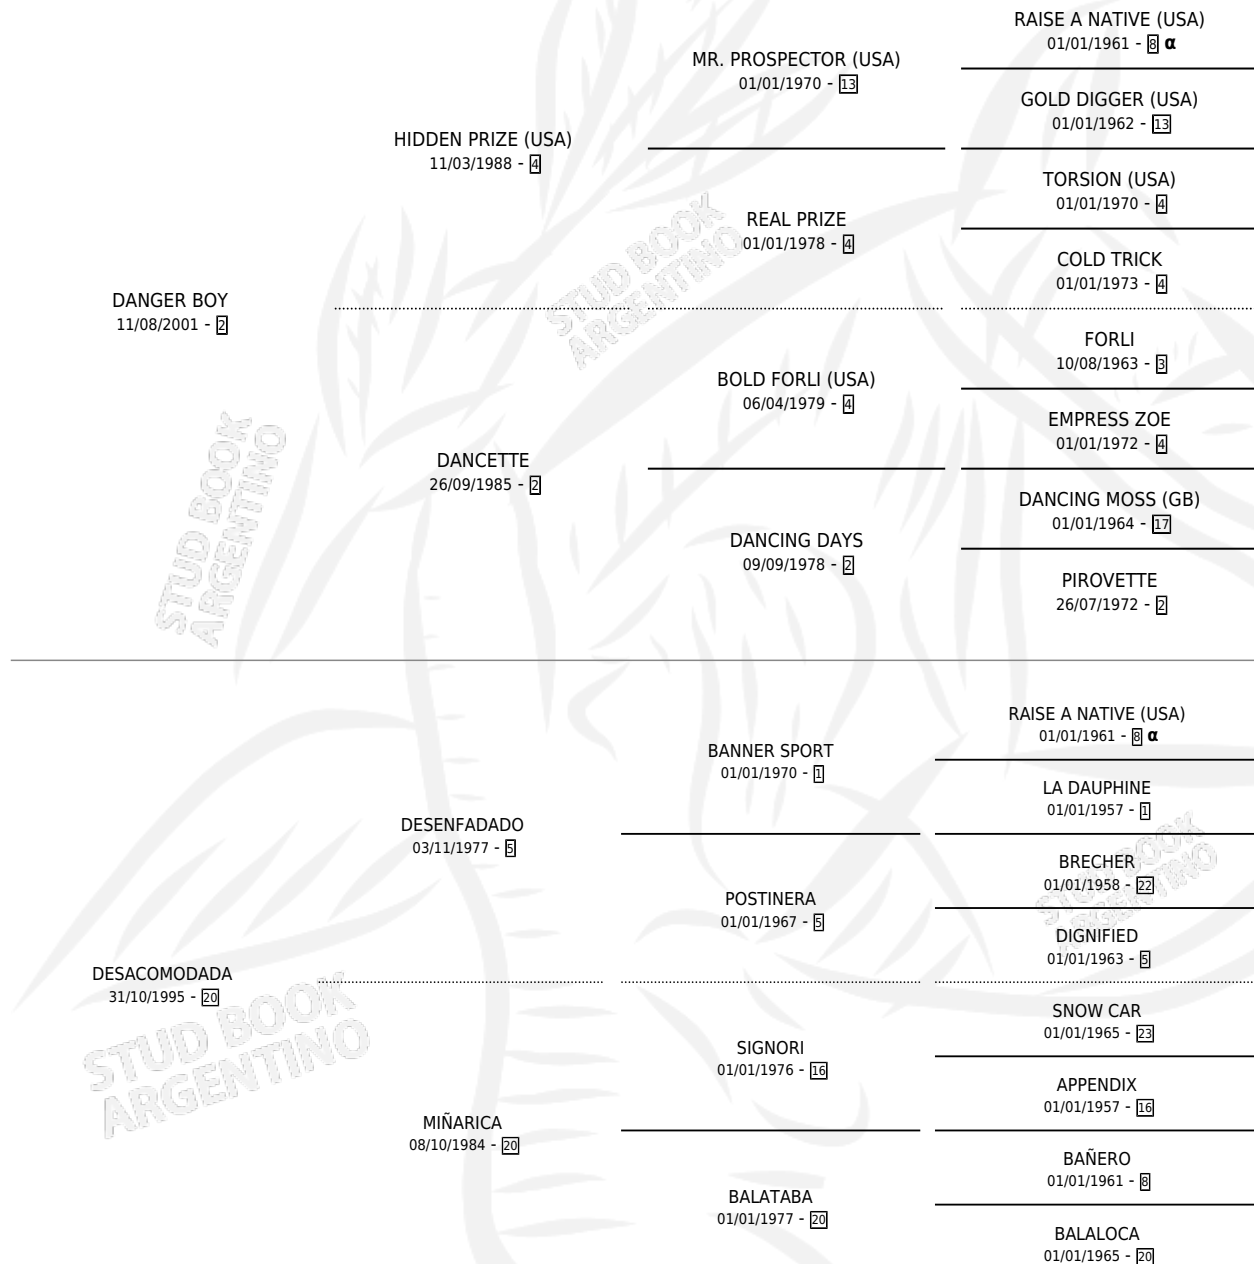 RAISE A NATIVE (USA)
01/01/1961 - 8 α
MR. PROSPECTOR (USA)
01/01/1970 - 13
GOLD DIGGER (USA)
01/01/1962 - 13
HIDDEN PRIZE (USA)
11/03/1988 - 4
TORSION (USA)
01/01/1970 - 4
REAL PRIZE
01/01/1978 - 4
COLD TRICK
01/01/1973 - 4
DANGER BOY
11/08/2001 - 2
FORLI
10/08/1963 - 3
BOLD FORLI (USA)
06/04/1979 - 4
EMPRESS ZOE
01/01/1972 - 4
DANCETTE
26/09/1985 - 2
DANCING MOSS (GB)
01/01/1964 - 17
DANCING DAYS
09/09/1978 - 2
PIROVETTE
26/07/1972 - 2
RAISE A NATIVE (USA)
01/01/1961 - 8 α
BANNER SPORT
01/01/1970 - 1
LA DAUPHINE
01/01/1957 - 1
DESENFADADO
03/11/1977 - 5
BRECHER
01/01/1958 - 22
POSTINERA
01/01/1967 - 5
DIGNIFIED
01/01/1963 - 5
DESACOMODADA
31/10/1995 - 20
SNOW CAR
01/01/1965 - 23
SIGNORI
01/01/1976 - 16
APPENDIX
01/01/1957 - 16
MIÑARICA
08/10/1984 - 20
BAÑERO
01/01/1961 - 8
BALATABA
01/01/1977 - 20
BALALOCA
01/01/1965 - 20
STUD BOOK
ARGENTINO
STUD BOOK
ARGENTINO
STUD BOOK
ARGENTINO
STUD BOOK
ARGENTINO